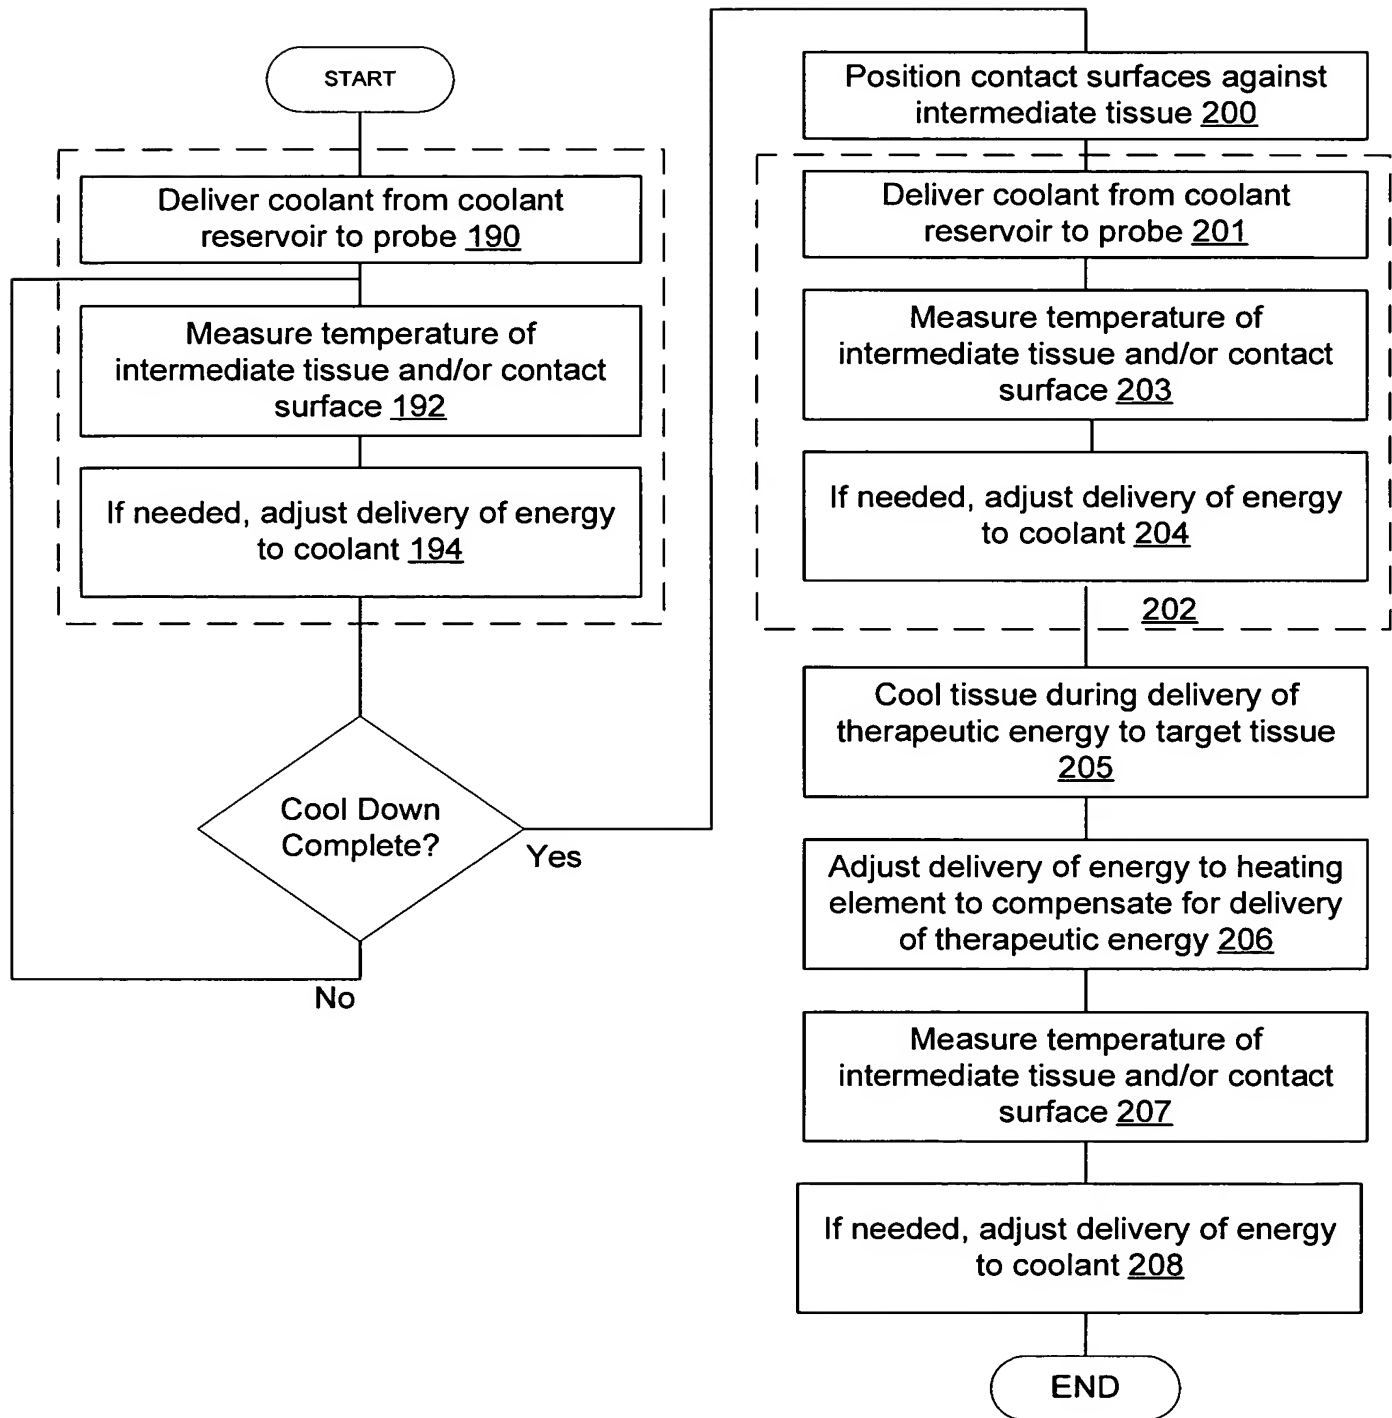 START
Deliver coolant from coolant
reservoir to probe 190
Measure temperature of
intermediate tissue and/or contact
surface 192
If needed, adjust delivery of energy
to coolant 194
Cool Down
Complete?
Yes
No
Position contact surfaces against
intermediate tissue 200
Deliver coolant from coolant
reservoir to probe 201
Measure temperature of
intermediate tissue and/or contact
surface 203
If needed, adjust delivery of energy
to coolant 204
202
Cool tissue during delivery of
therapeutic energy to target tissue
205
Adjust delivery of energy to heating
element to compensate for delivery
of therapeutic energy 206
Measure temperature of
intermediate tissue and/or contact
surface 207
If needed, adjust delivery of energy
to coolant 208
END